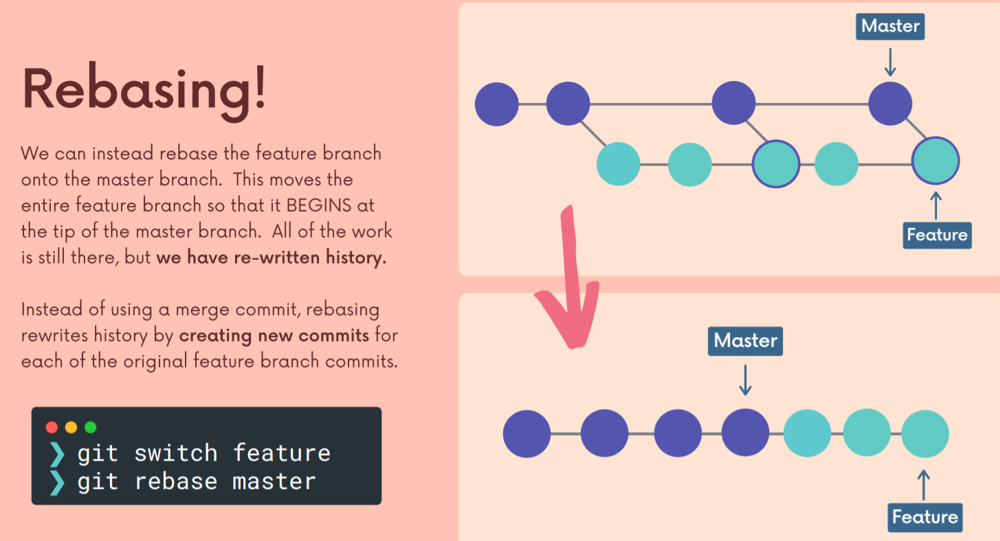 Rebasing!
We can instead rebase the feature branch
onto the master branch.  This moves the
entire feature branch so that it BEGINS at
the tip of the master branch.  All of the work
is still there, but we have re-written history.
Instead of using a merge commit, rebasing
rewrites history by creating new commits for
each of the original feature branch commits.
❯ git switch feature
❯ git rebase master
Master
Feature
Master
Feature